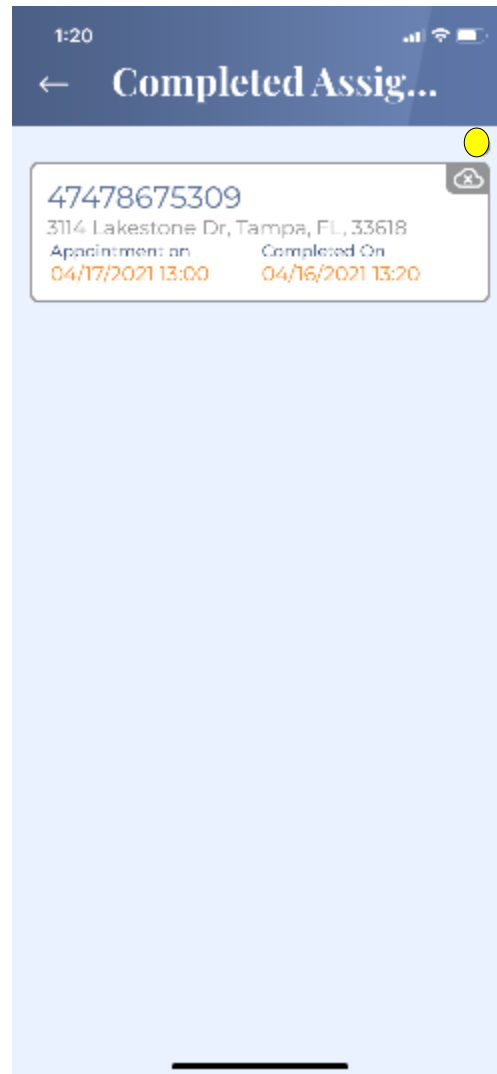 1:20
← Completed Assig...
47478675309
3114 Lakestone Dr, Tampa, FL, 33618
Appointment on Completed On
04/17/2021 13:00 04/16/2021 13:20